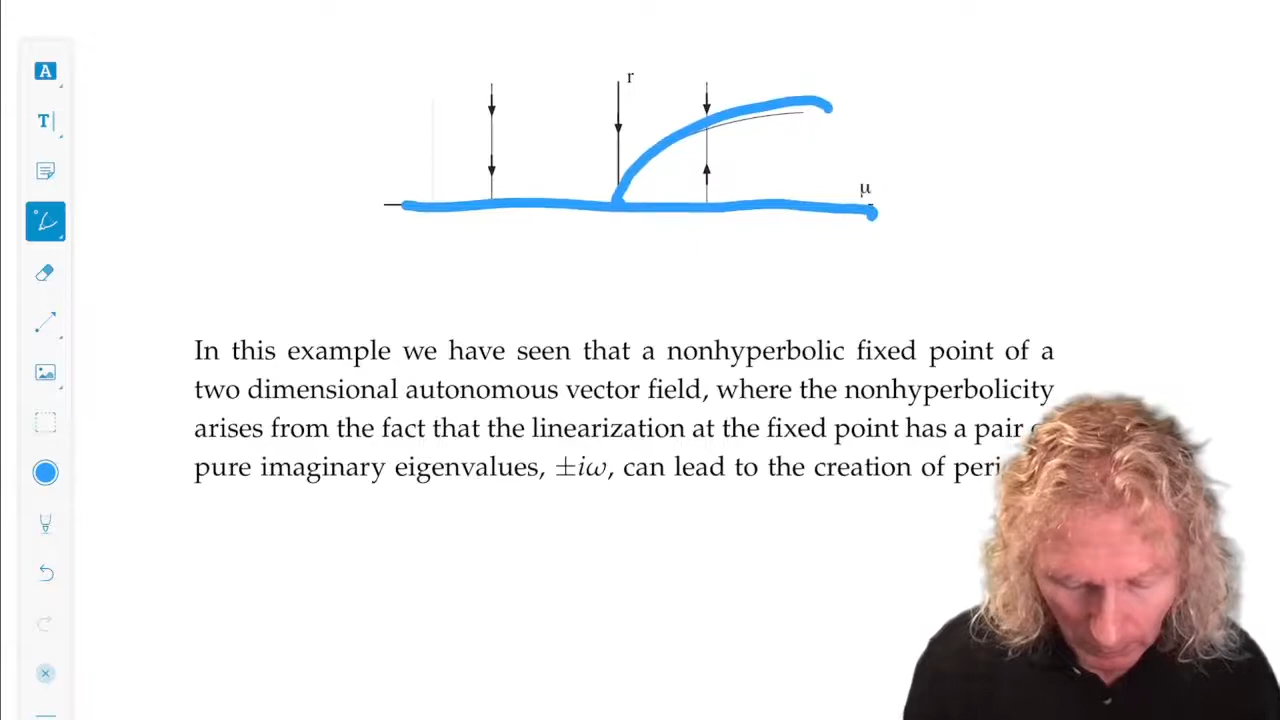 r
μ
A
T
In this example we have seen that a nonhyperbolic fixed point of a
two dimensional autonomous vector field, where the nonhyperbolicity
arises from the fact that the linearization at the fixed point has a pair
pure imaginary eigenvalues, ±iω, can lead to the creation of